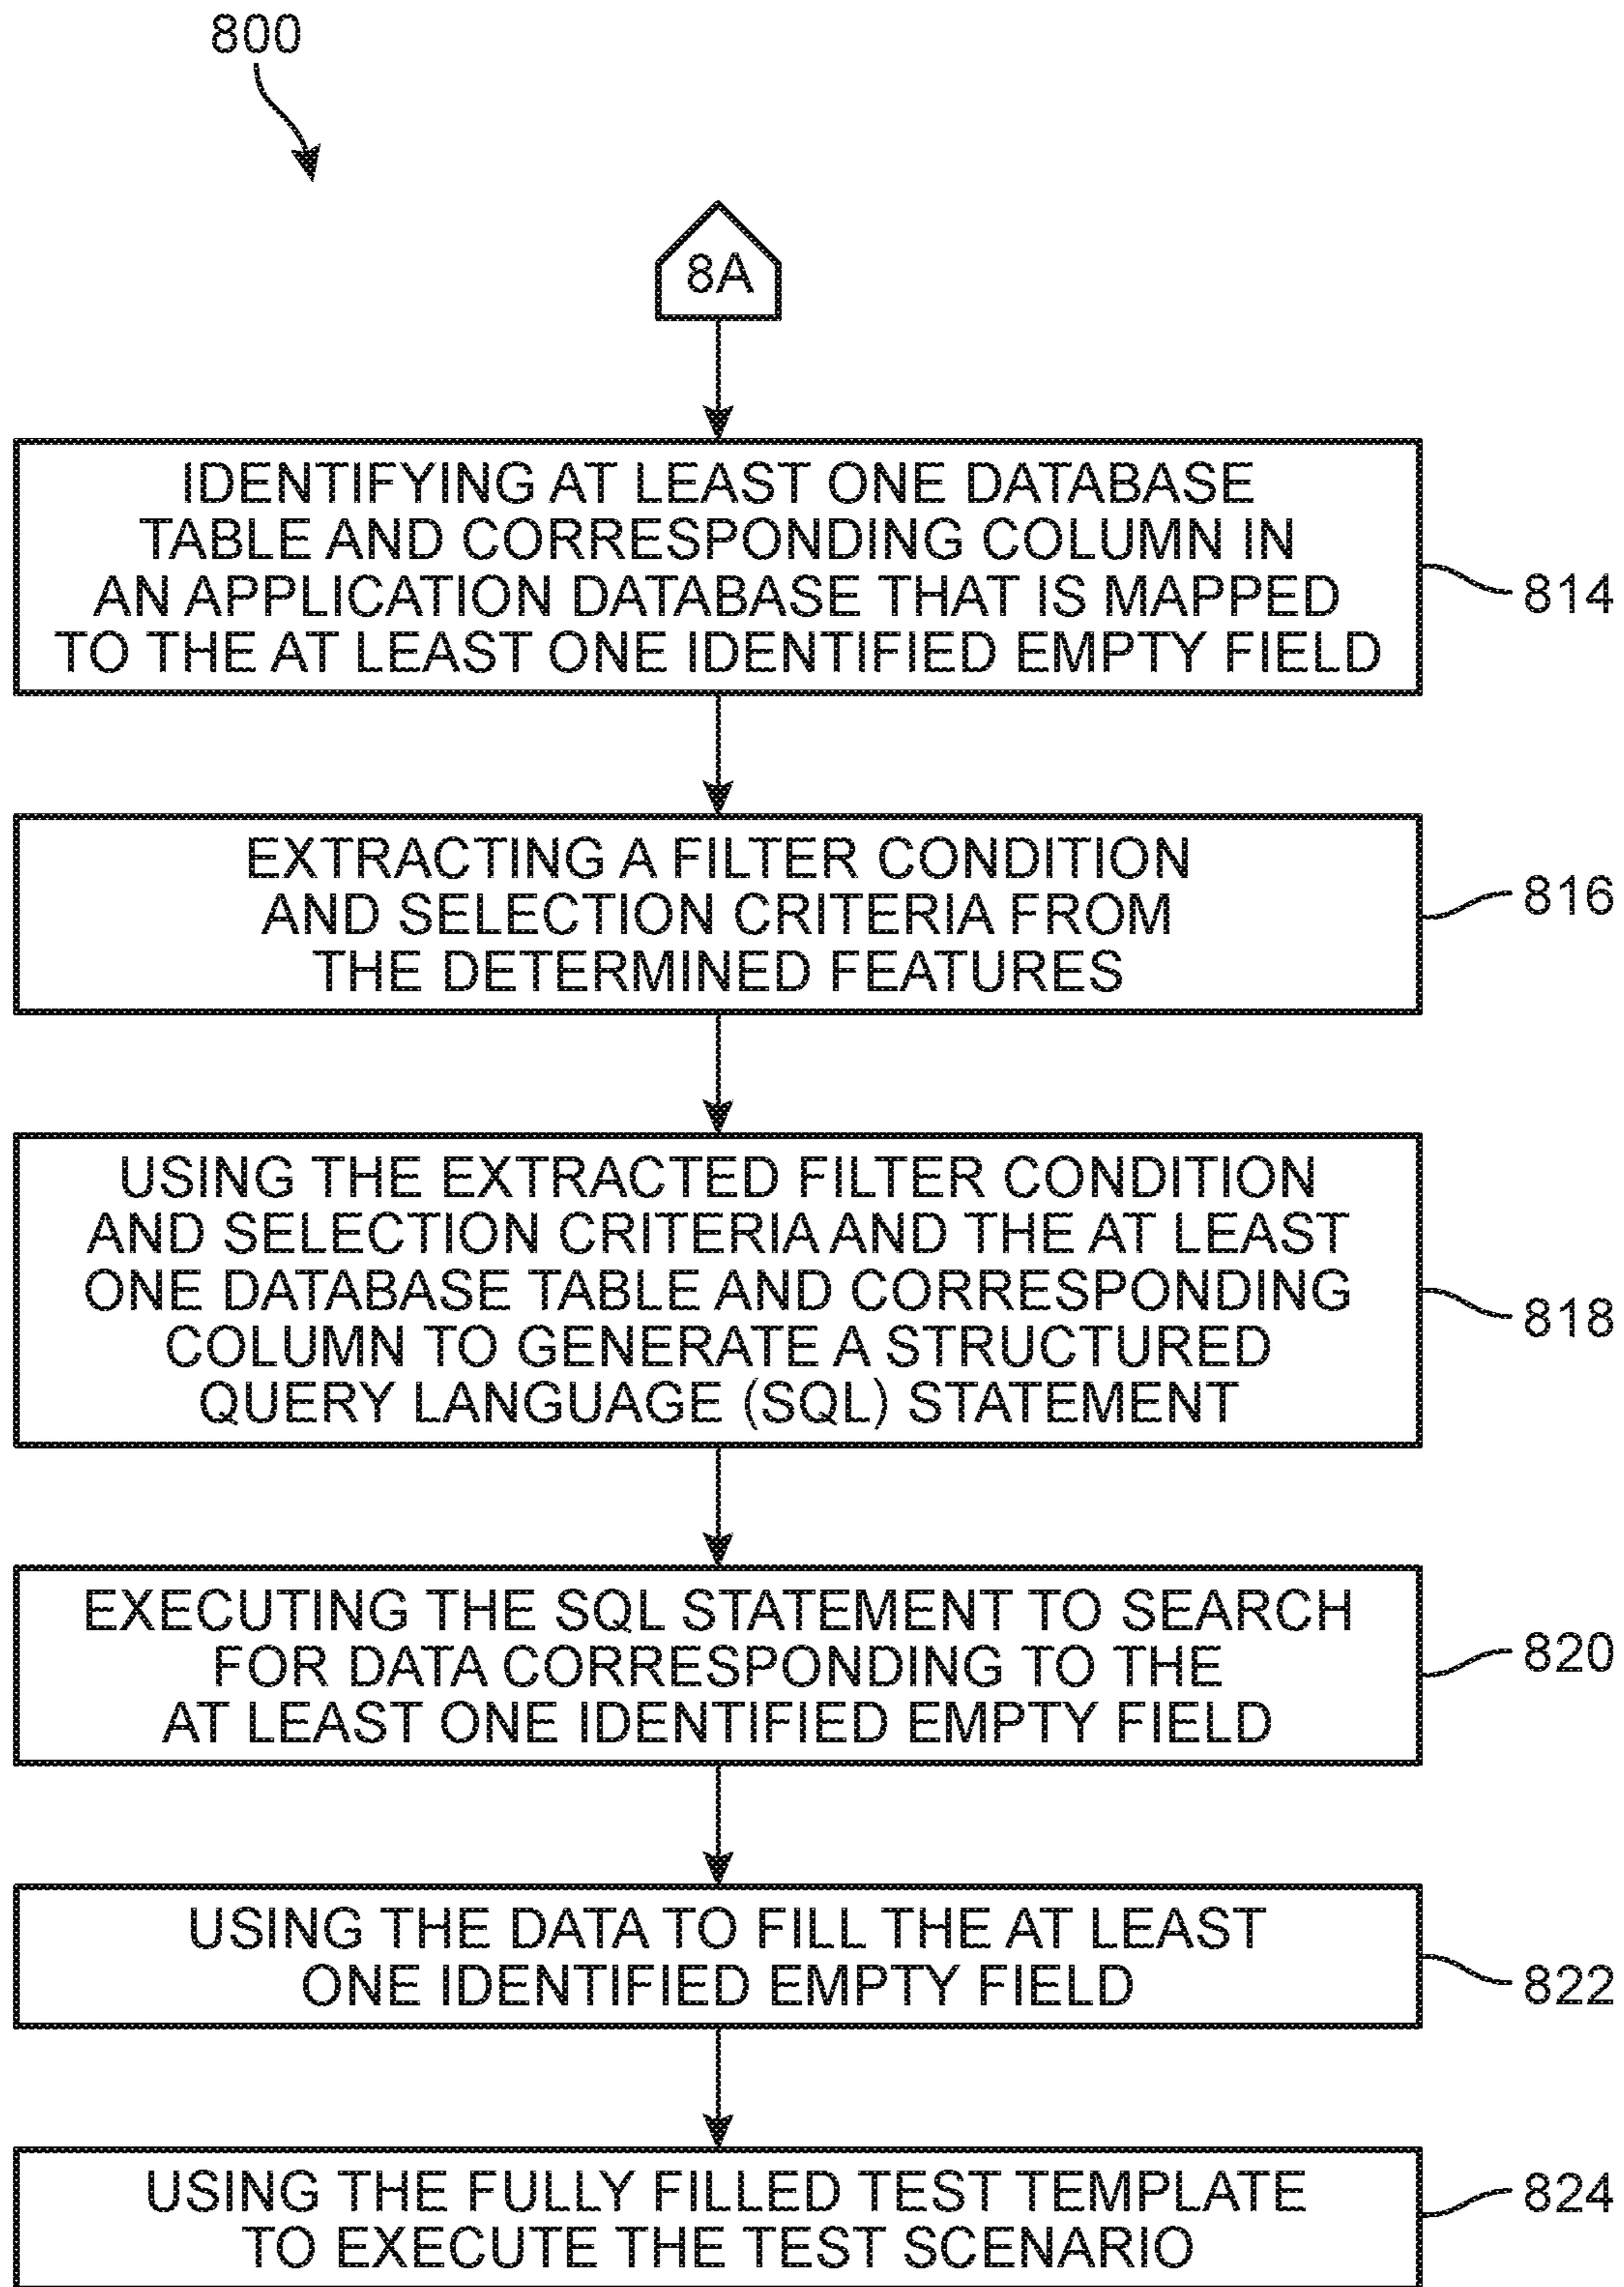 800
8A
IDENTIFYING AT LEAST ONE DATABASE
TABLE AND CORRESPONDING COLUMN IN
AN APPLICATION DATABASE THAT IS MAPPED
TO THE AT LEAST ONE IDENTIFIED EMPTY FIELD
814
EXTRACTING A FILTER CONDITION
AND SELECTION CRITERIA FROM
THE DETERMINED FEATURES
816
USING THE EXTRACTED FILTER CONDITION
AND SELECTION CRITERIA AND THE AT LEAST
ONE DATABASE TABLE AND CORRESPONDING
COLUMN TO GENERATE A STRUCTURED
QUERY LANGUAGE (SQL) STATEMENT
818
EXECUTING THE SQL STATEMENT TO SEARCH
FOR DATA CORRESPONDING TO THE
AT LEAST ONE IDENTIFIED EMPTY FIELD
820
USING THE DATA TO FILL THE AT LEAST
ONE IDENTIFIED EMPTY FIELD
822
USING THE FULLY FILLED TEST TEMPLATE
TO EXECUTE THE TEST SCENARIO
824